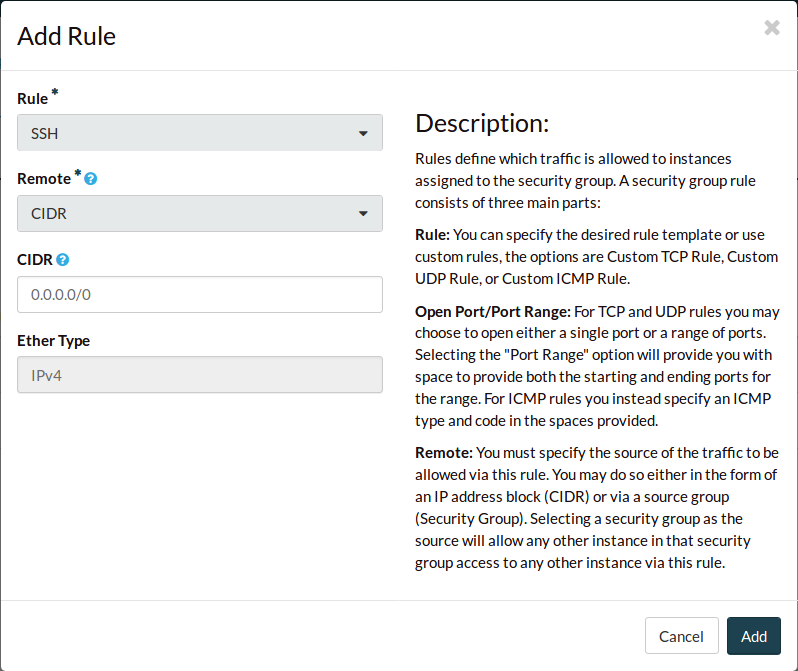 Add Rule
×
Rule *
SSH
Remote * ?
CIDR
CIDR ?
0.0.0.0/0
Ether Type
IPv4
Description:
Rules define which traffic is allowed to instances
assigned to the security group. A security group rule
consists of three main parts:
Rule: You can specify the desired rule template or use
custom rules, the options are Custom TCP Rule, Custom
UDP Rule, or Custom ICMP Rule.
Open Port/Port Range: For TCP and UDP rules you may
choose to open either a single port or a range of ports.
Selecting the "Port Range" option will provide you with
space to provide both the starting and ending ports for
the range. For ICMP rules you instead specify an ICMP
type and code in the spaces provided.
Remote: You must specify the source of the traffic to be
allowed via this rule. You may do so either in the form of
an IP address block (CIDR) or via a source group
(Security Group). Selecting a security group as the
source will allow any other instance in that security
group access to any other instance via this rule.
Cancel
Add